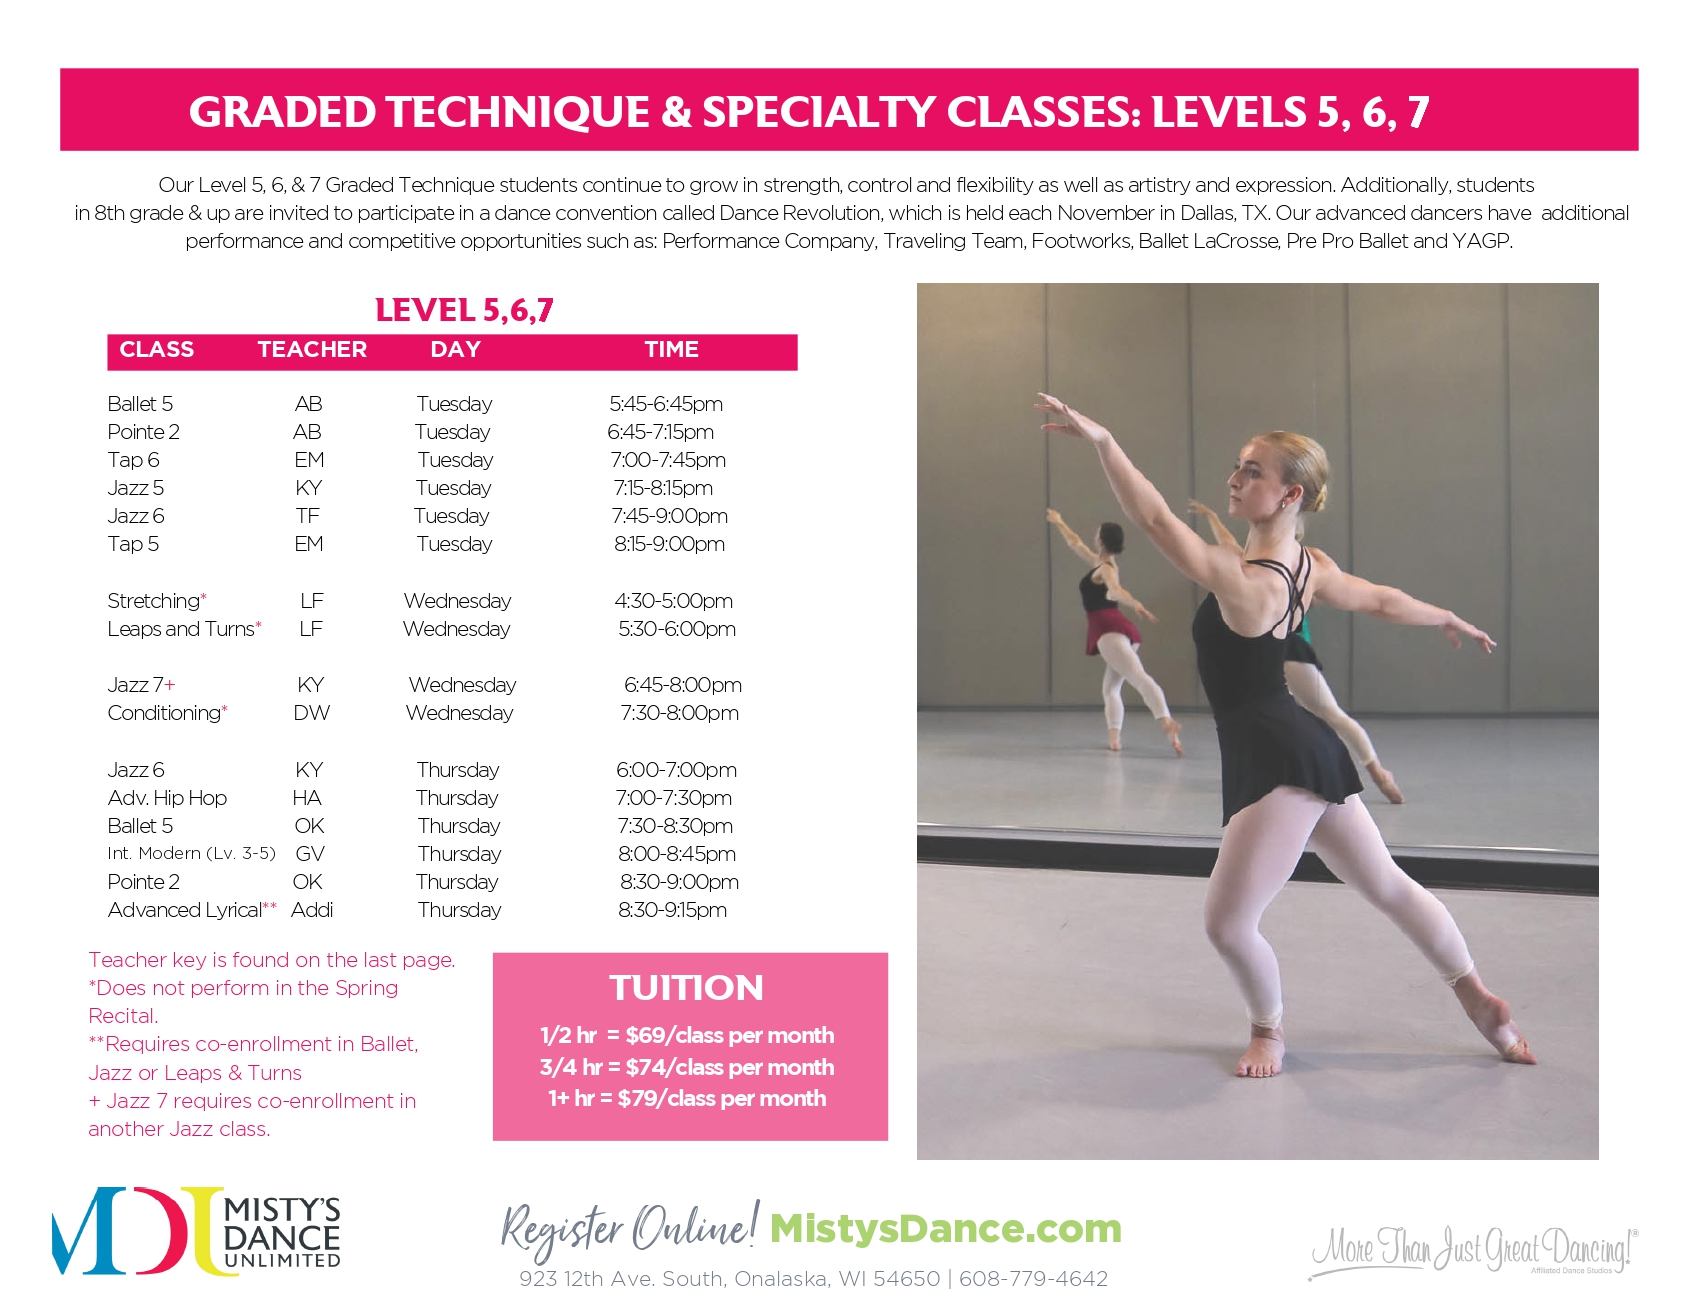 GRADED TECHNIQUE & SPECIALTY CLASSES: LEVELS 5, 6, 7
Our Level 5, 6, & 7 Graded Technique students continue to grow in strength, control and flexibility as well as artistry and expression. Additionally, students
in 8th grade & up are invited to participate in a dance convention called Dance Revolution, which is held each November in Dallas, TX. Our advanced dancers have additional
performance and competitive opportunities such as: Performance Company, Traveling Team, Footworks, Ballet LaCrosse, Pre Pro Ballet and YAGP.
LEVEL 5,6,7
CLASS TEACHER DAY TIME
Ballet 5 AB Tuesday 5:45-6:45pm
Pointe 2 AB Tuesday 6:45-7:15pm
Tap 6 EM Tuesday 7:00-7:45pm
Jazz 5 KY Tuesday 7:15-8:15pm
Jazz 6 TF Tuesday 7:45-9:00pm
Tap 5 EM Tuesday 8:15-9:00pm
Stretching* LF Wednesday 4:30-5:00pm
Leaps and Turns* LF Wednesday 5:30-6:00pm
Jazz 7+ KY Wednesday 6:45-8:00pm
Conditioning* DW Wednesday 7:30-8:00pm
Jazz 6 KY Thursday 6:00-7:00pm
Adv. Hip Hop HA Thursday 7:00-7:30pm
Ballet 5 OK Thursday 7:30-8:30pm
Int. Modern (Lv. 3-5) GV Thursday 8:00-8:45pm
Pointe 2 OK Thursday 8:30-9:00pm
Advanced Lyrical** Addi Thursday 8:30-9:15pm
Teacher key is found on the last page.
*Does not perform in the Spring
Recital.
**Requires co-enrollment in Ballet,
Jazz or Leaps & Turns
+ Jazz 7 requires co-enrollment in
another Jazz class.
TUITION
1/2 hr = $69/class per month
3/4 hr = $74/class per month
1+ hr = $79/class per month
MDU
MISTY'S
DANCE
UNLIMITED
Register Online! MistysDance.com
923 12th Ave. South, Onalaska, WI 54650 | 608-779-4642
More Than Just Great Dancing!®
Affiliated Dance Studios